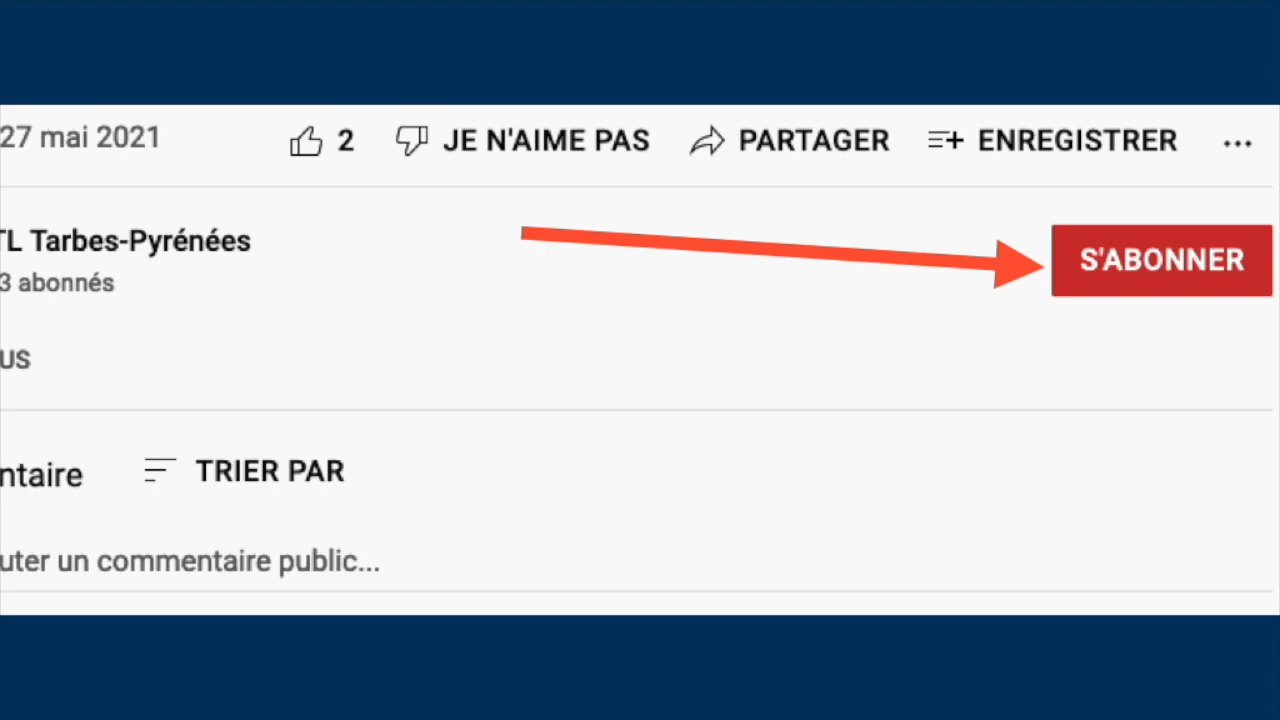 27 mai 2021 2 JE N'AIME PAS PARTAGER ENREGISTRER ...
TL Tarbes-Pyrénées
3 abonnés
S'ABONNER
us
ntaire TRIER PAR
uter un commentaire public...